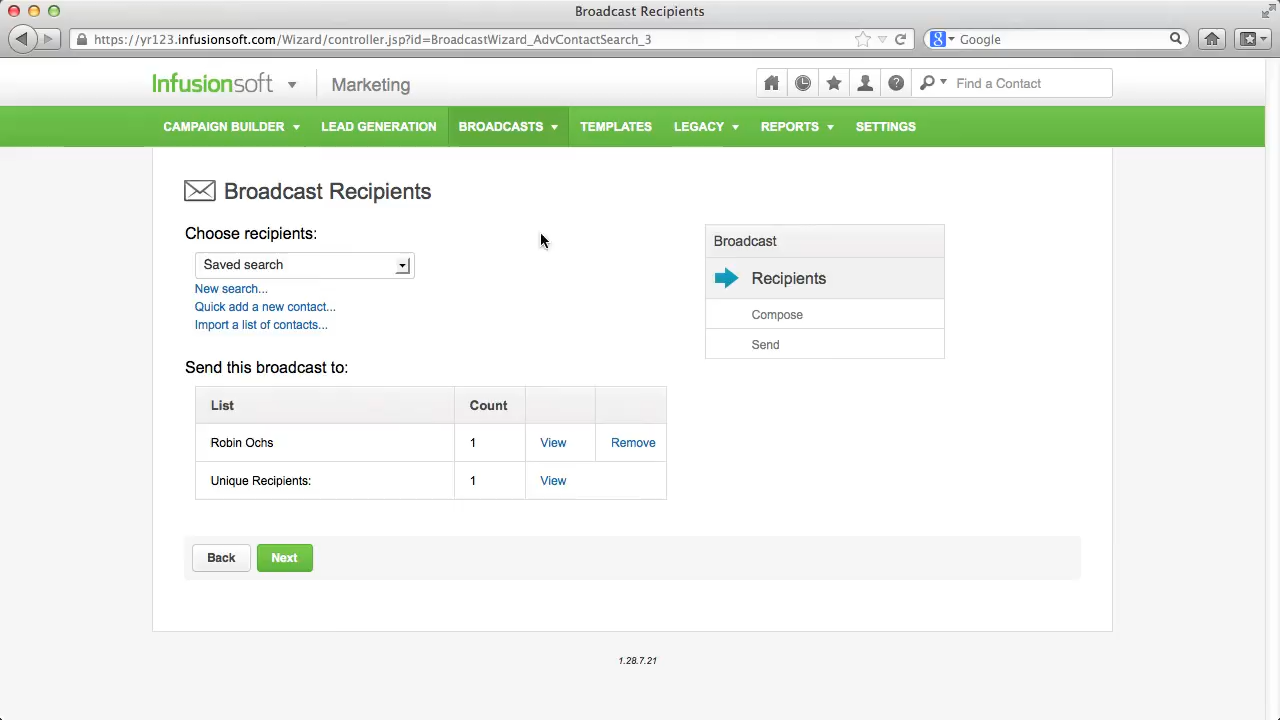 Broadcast Recipients
https://yr123.infusionsoft.com/Wizard/controller.jsp?id=BroadcastWizard_AdvContactSearch_3
Google
Infusionsoft
Marketing
Find a Contact
CAMPAIGN BUILDER LEAD GENERATION BROADCASTS TEMPLATES LEGACY REPORTS SETTINGS
Broadcast Recipients
Choose recipients:
Saved search
New search...
Quick add a new contact...
Import a list of contacts...
Broadcast
Recipients
Compose
Send
Send this broadcast to:
List Count
Robin Ochs 1 View Remove
Unique Recipients: 1 View
Back Next
1.28.7.21